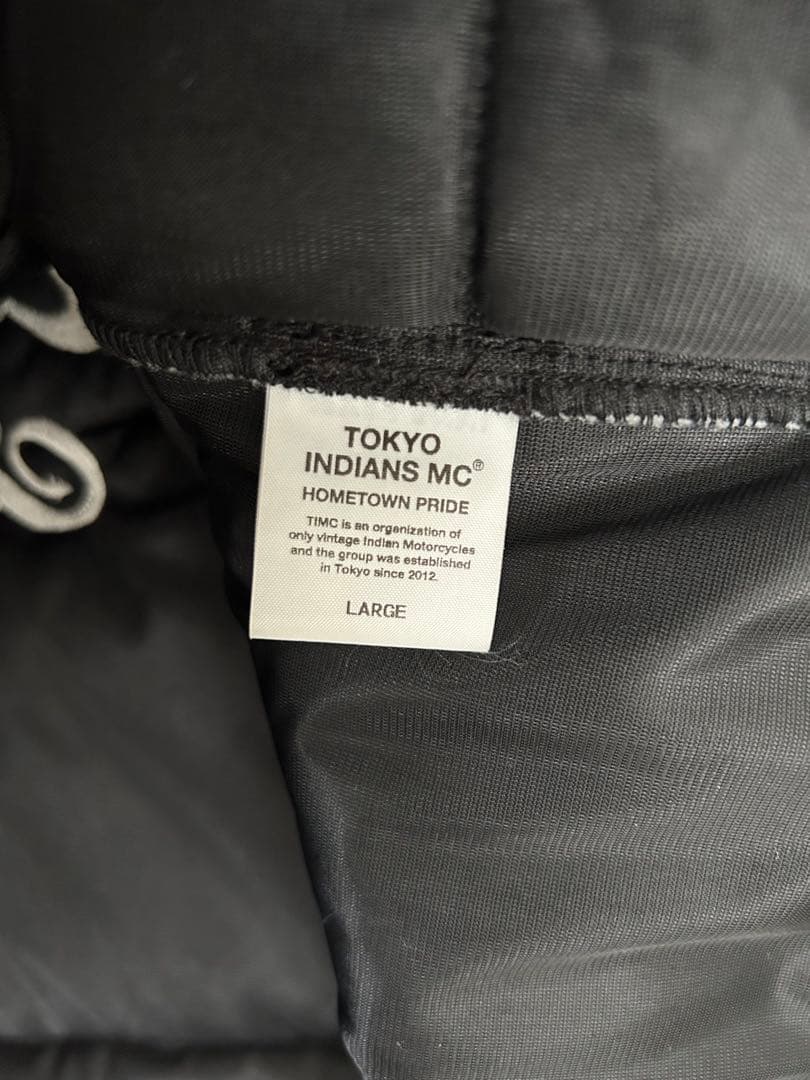 TOKYO
INDIANS MC®
HOMETOWN PRIDE
TIMC is an organization of
only vintage Indian Motorcycles
and the group was established
in Tokyo since 2012.
LARGE